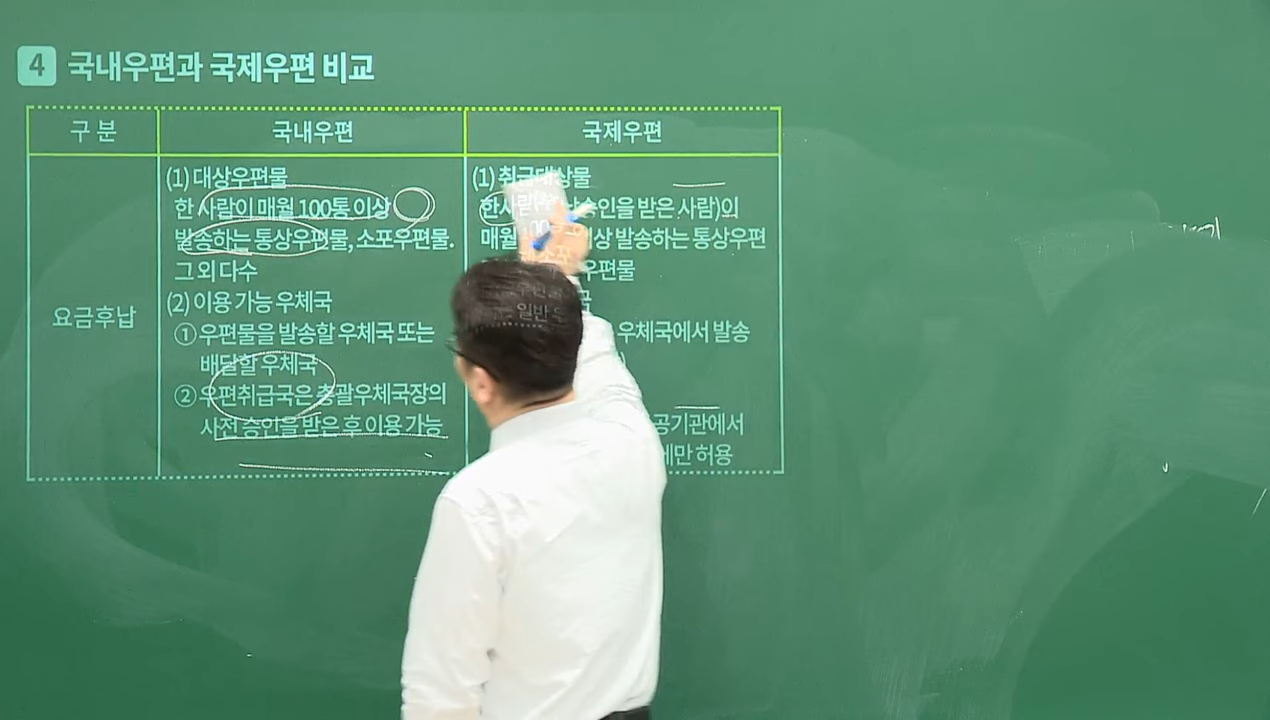 4 국내우편과 국제우편 비교
구 분
국내우편
국제우편
요금후납
(1) 대상우편물
한 사람이 매월 100통 이상
발송하는 통상우편물, 소포우편물.
그 외 다수
(2) 이용 가능 우체국
① 우편물을 발송할 우체국 또는
배달할 우체국
② 우편취급국은 총괄우체국장의
사전 승인을 받은 후 이용 가능
(1) 취급대상물
한 사람 승인을 받은 사람)이
매월 100 이상 발송하는 통상우편
우편물
우체국에서 발송
공기관에서
에만 허용